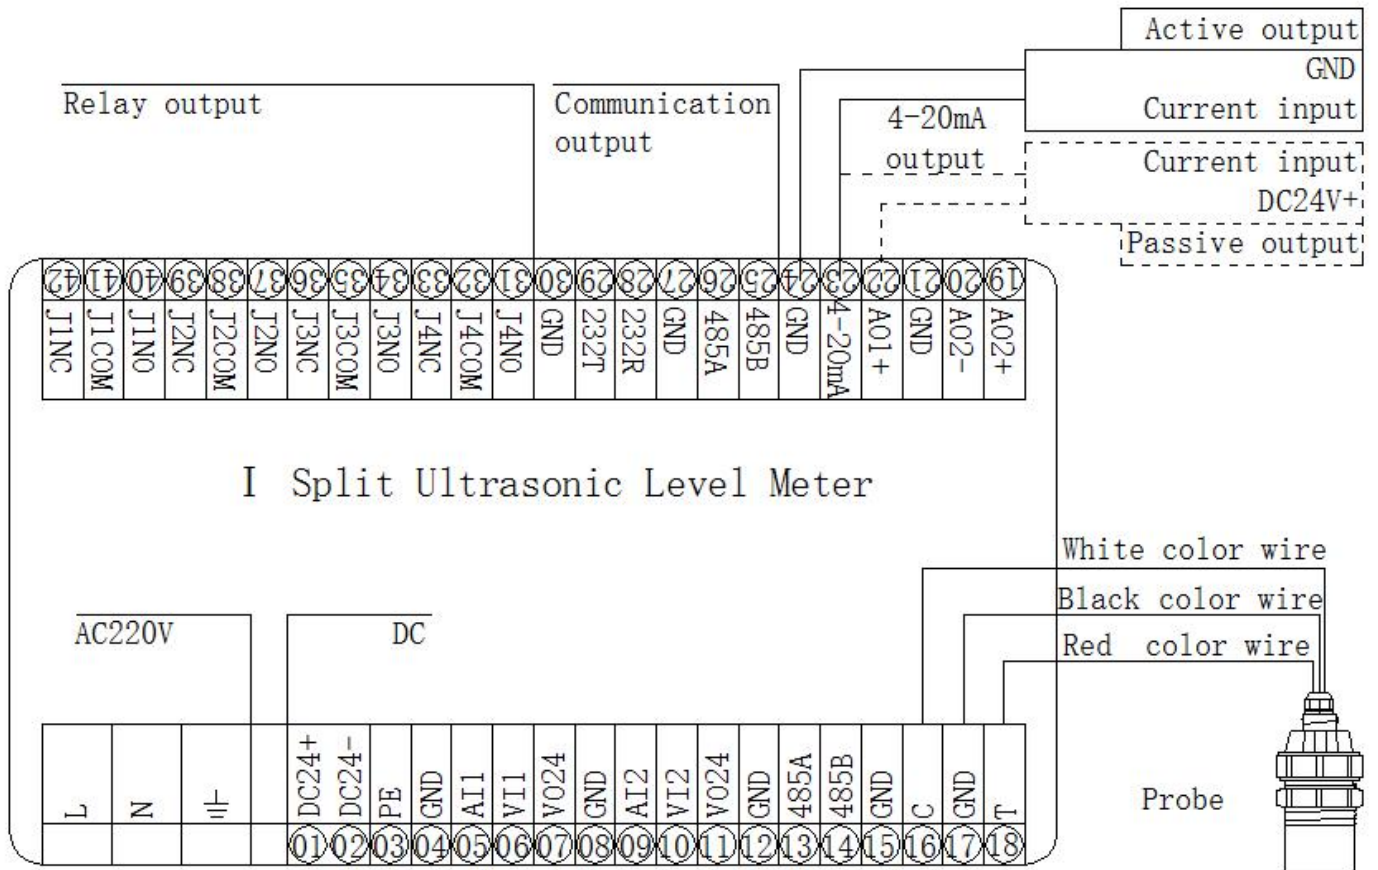 Active output
GND
Current input
Relay output
Communication
output
4-20mA
output
Current input
DC24V+
Passive output
42 41 40 39 38 37 36 35 34 33 32 31 30 29 28 27 26 25 24 23 22 21 20 19
J1NC J1COM J1NO J2NC J2COM J2NO J3NC J3COM J3NO J4NC J4COM J4NO GND 232T 232R GND 485A 485B GND 4-20mA AO1+ GND AO2- AO2+
I Split Ultrasonic Level Meter
White color wire
Black color wire
Red color wire
AC220V
DC
Probe
L N DC24+ DC24- PE GND AI1 VI1 VO24 GND AI2 VI2 VO24 GND 485A 485B GND C GND T
01 02 03 04 05 06 07 08 09 10 11 12 13 14 15 16 17 18